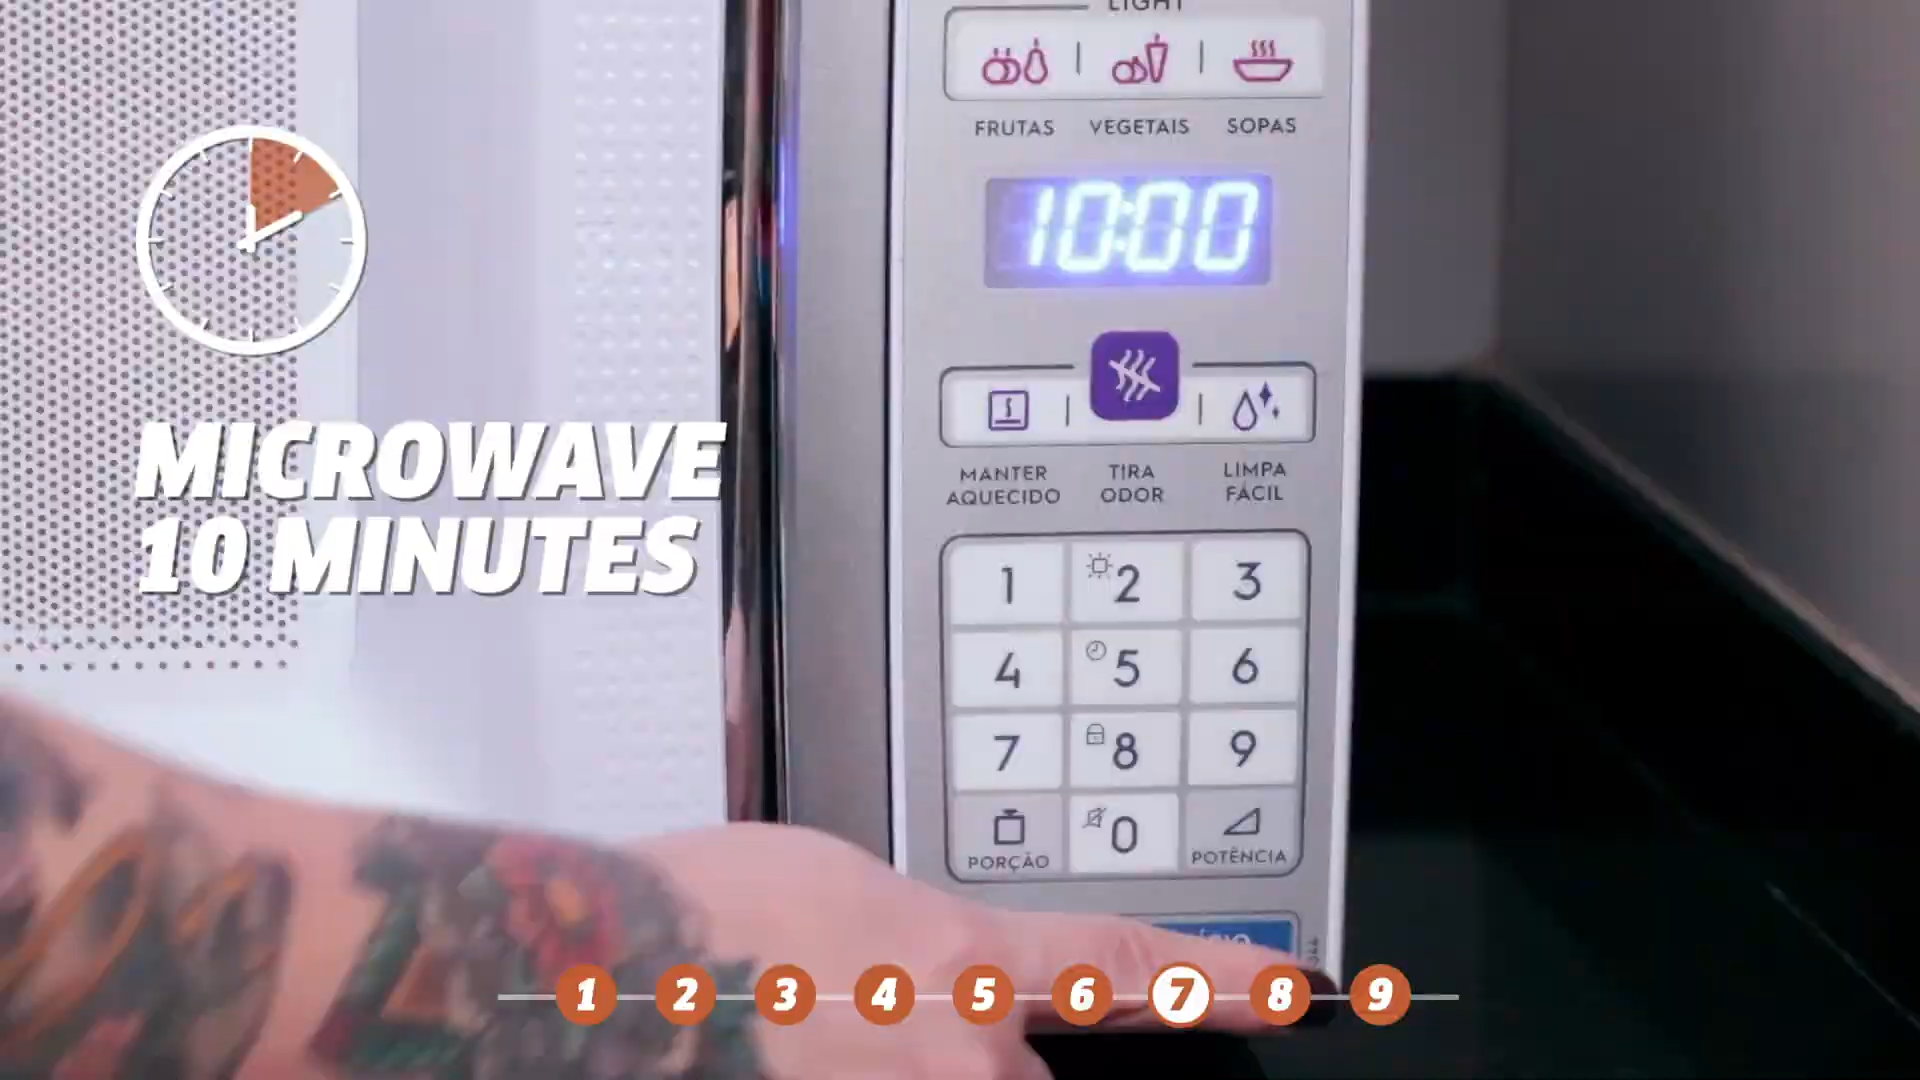 LIGHT
FRUTAS VEGETAIS SOPAS
10:00
MANTER AQUECIDO
TIRA ODOR
LIMPA FÁCIL
MICROWAVE
10 MINUTES
1 2 3
4 5 6
7 8 9
PORÇÃO 0 POTÊNCIA
1 2 3 4 5 6 7 8 9